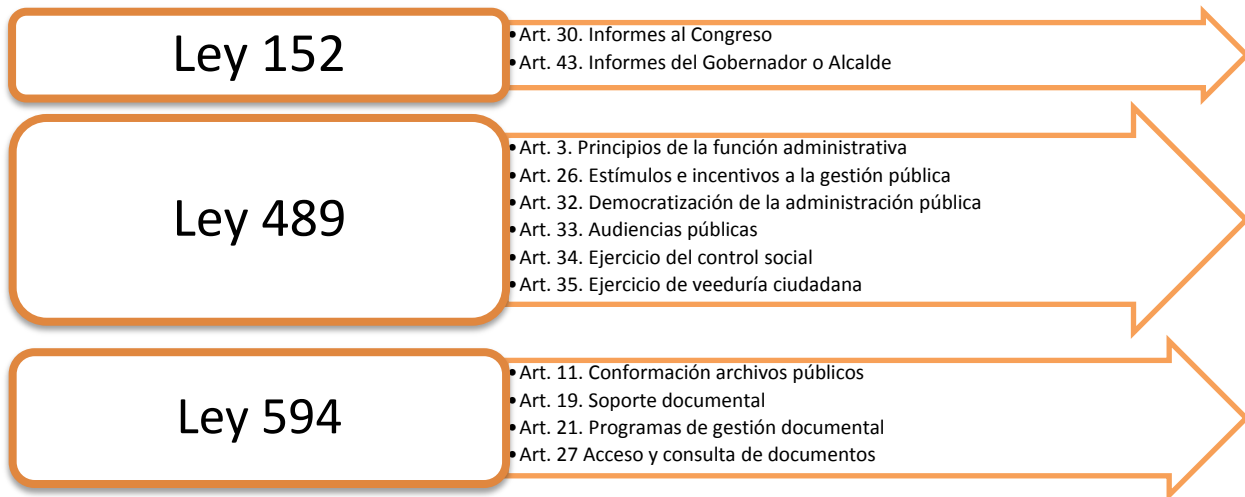 Ley 152
•Art. 30. Informes al Congreso
•Art. 43. Informes del Gobernador o Alcalde
Ley 489
•Art. 3. Principios de la función administrativa
•Art. 26. Estímulos e incentivos a la gestión pública
•Art. 32. Democratización de la administración pública
•Art. 33. Audiencias públicas
•Art. 34. Ejercicio del control social
•Art. 35. Ejercicio de veeduría ciudadana
Ley 594
•Art. 11. Conformación archivos públicos
•Art. 19. Soporte documental
•Art. 21. Programas de gestión documental
•Art. 27 Acceso y consulta de documentos